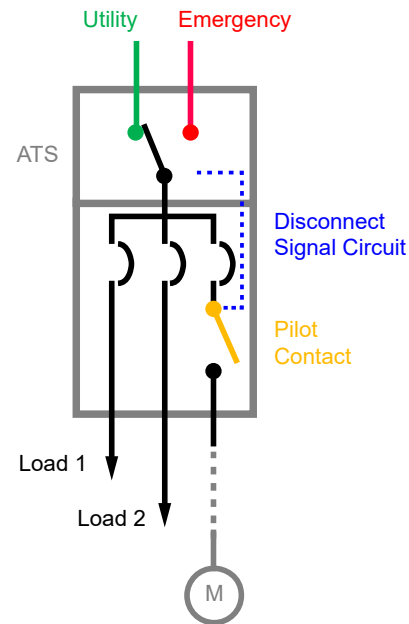 Utility
Emergency
ATS
Disconnect
Signal Circuit
Pilot
Contact
Load 1
Load 2
M